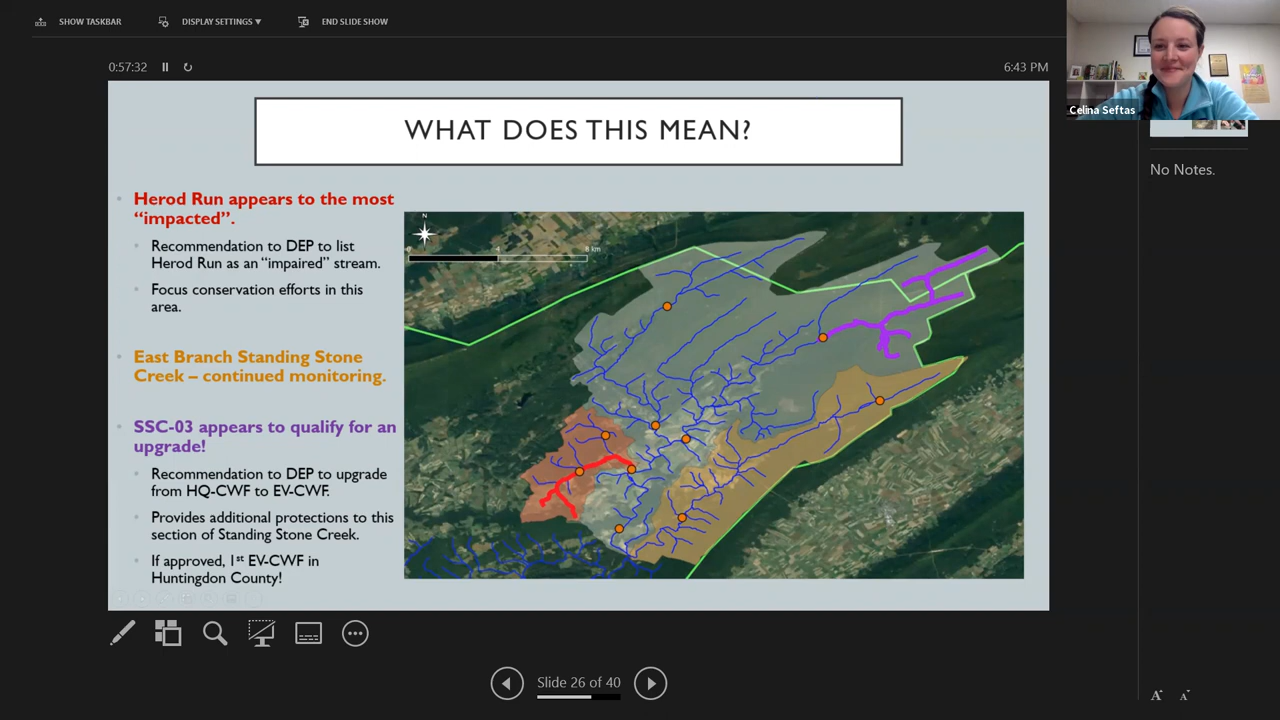 SHOW TASKBAR
DISPLAY SETTINGS ▼
END SLIDE SHOW
0:57:32
6:43 PM
Celina Seftas
No Notes.
WHAT DOES THIS MEAN?
Herod Run appears to the most
“impacted”.
Recommendation to DEP to list
Herod Run as an “impaired” stream.
Focus conservation efforts in this
area.
East Branch Standing Stone
Creek – continued monitoring.
SSC-03 appears to qualify for an
upgrade!
Recommendation to DEP to upgrade
from HQ-CWF to EV-CWF.
Provides additional protections to this
section of Standing Stone Creek.
If approved, 1st EV-CWF in
Huntingdon County!
N
0 4 8 km
Slide 26 of 40
A A